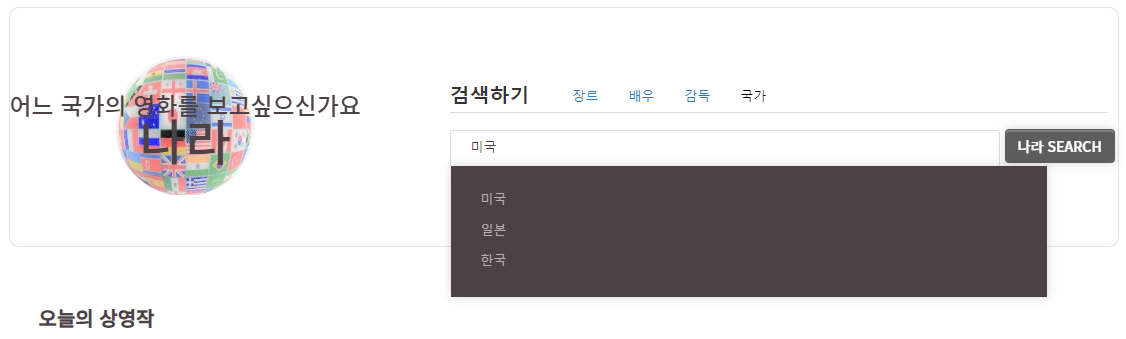 어느 국가의 영화를 보고싶으신가요
나라
검색하기 장르 배우 감독 국가
미국 나라 SEARCH
미국
일본
한국
오늘의 상영작